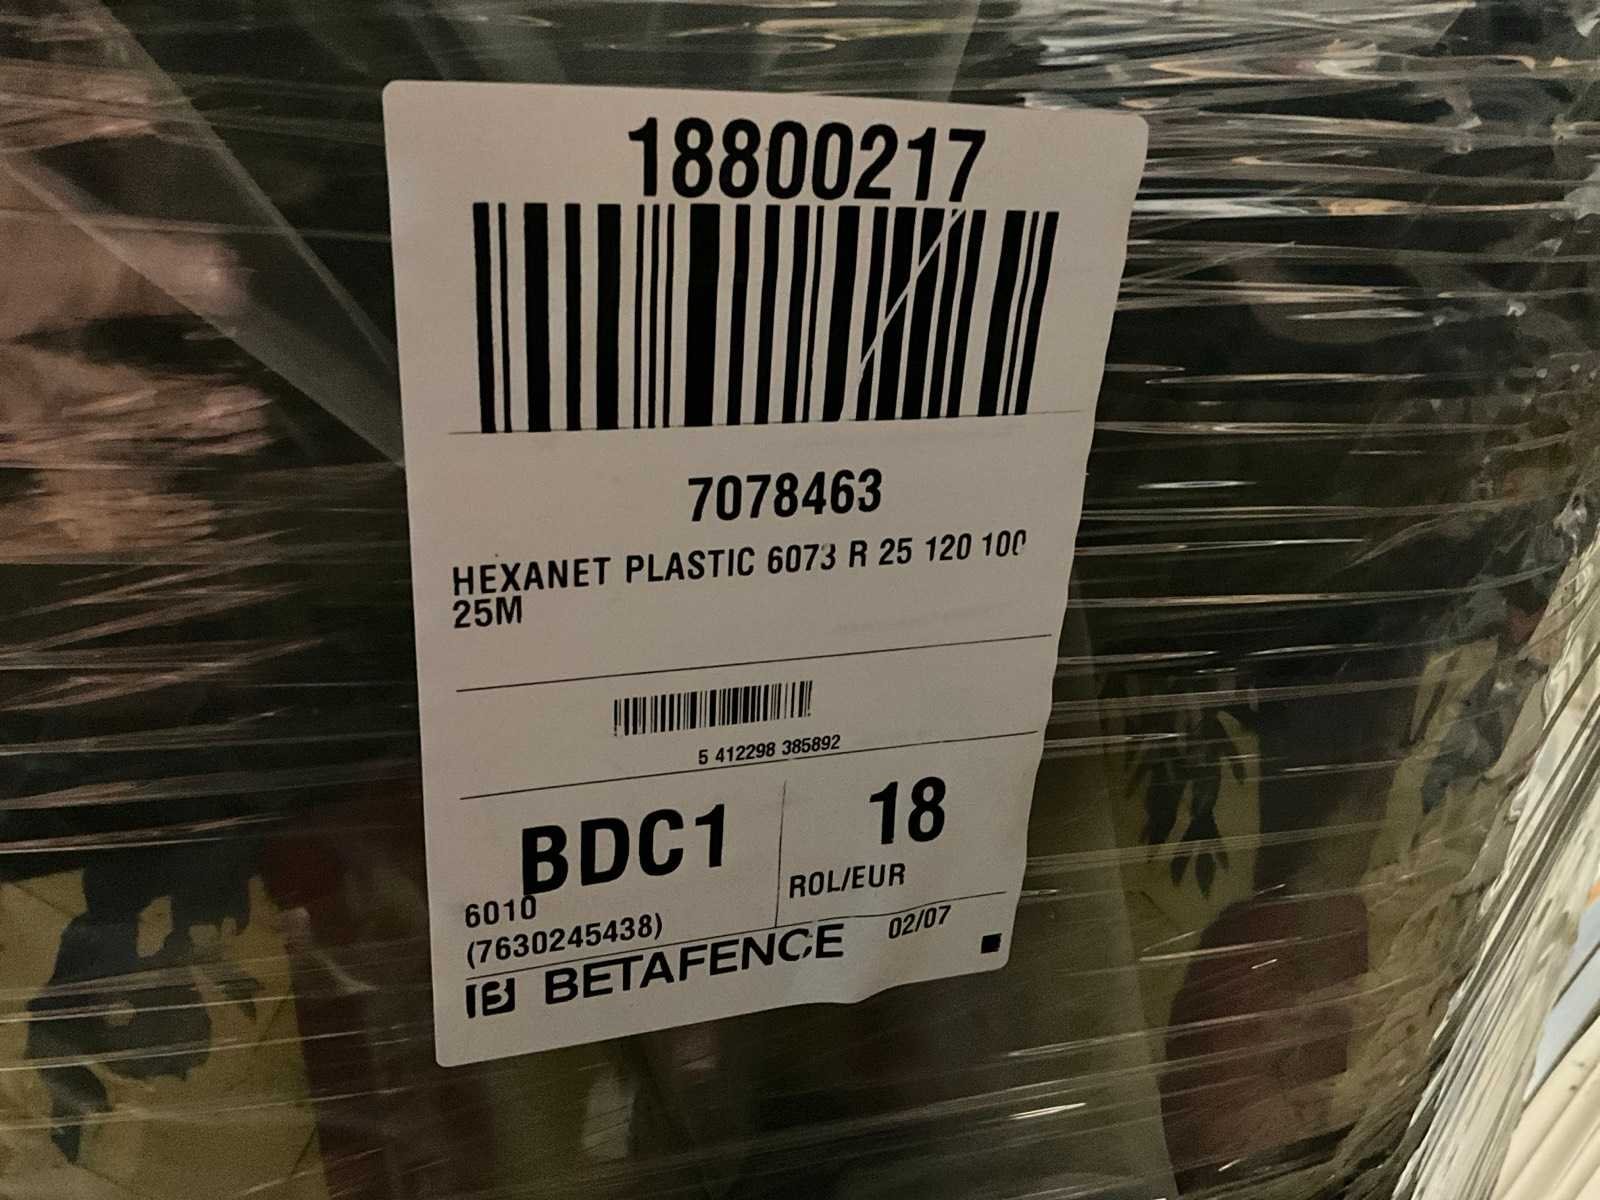 18800217
7078463
HEXANET PLASTIC 6073 R 25 120 100
25M
5 412298 385892
BDC1
18
ROL/EUR
6010
(7630245438)
BETAFENCE
02/07